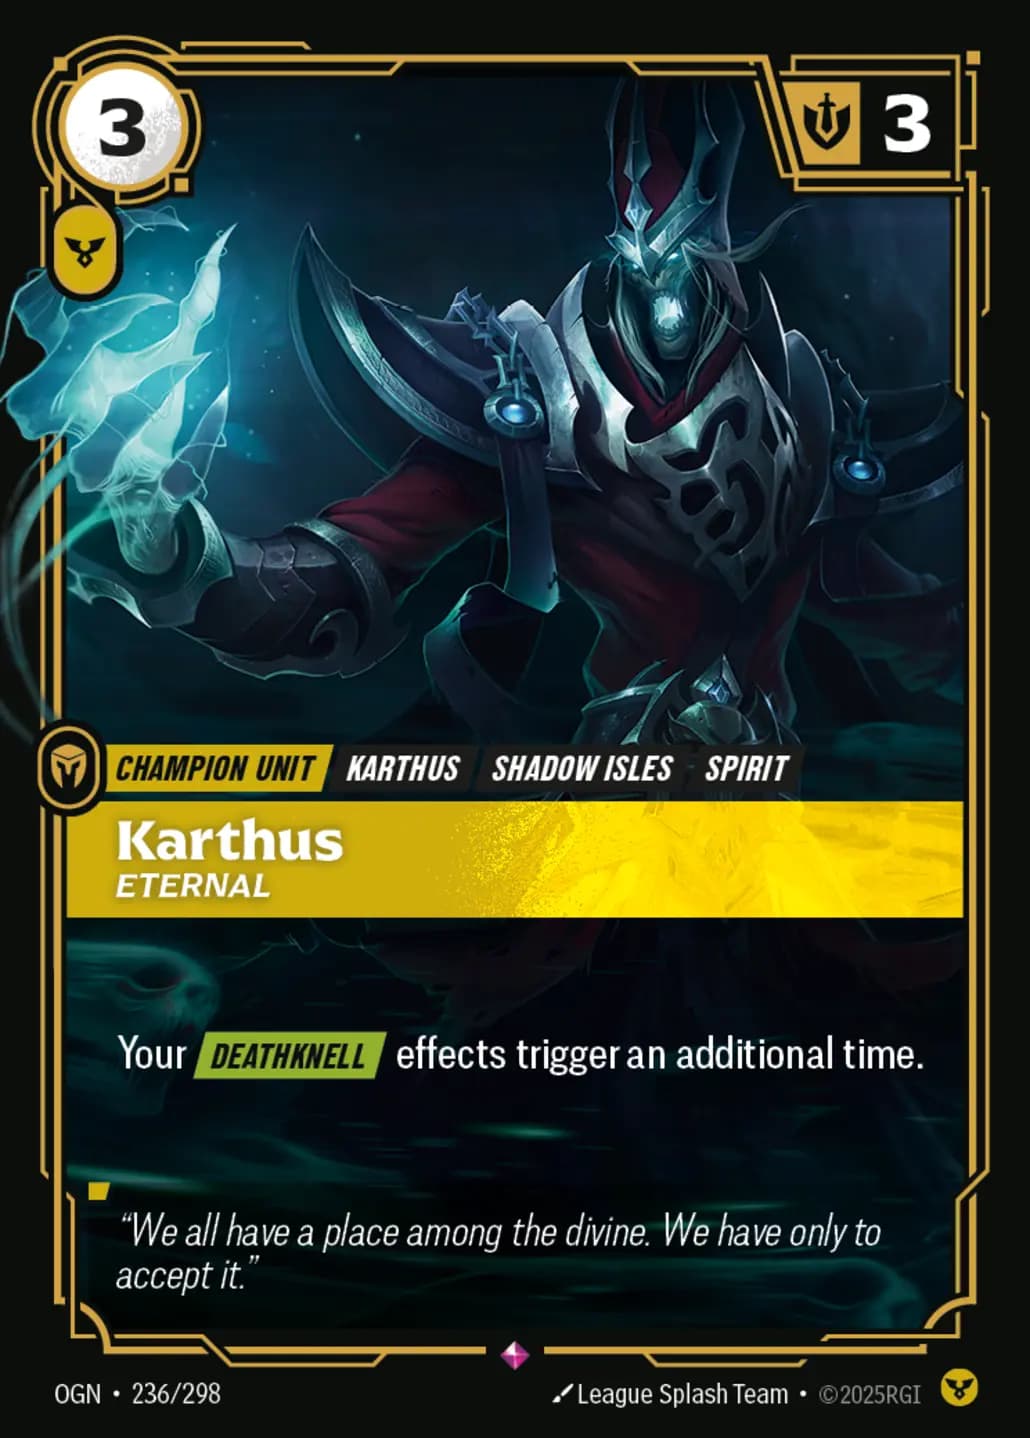 3
3
CHAMPION UNIT KARTHUS SHADOW ISLES SPIRIT
Karthus
ETERNAL
Your DEATHKNELL effects trigger an additional time.
“We all have a place among the divine. We have only to
accept it.”
OGN • 236/298 League Splash Team • ©2025RGI